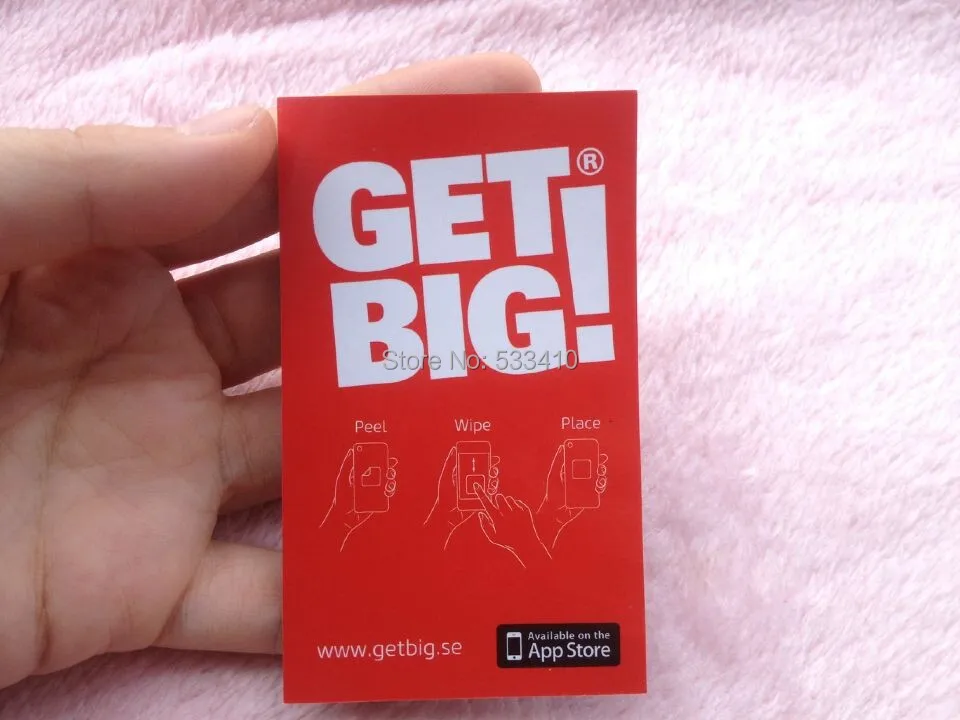 GET®
BIG!
Store No: 533410
Peel Wipe Place
www.getbig.se
Available on the
App Store